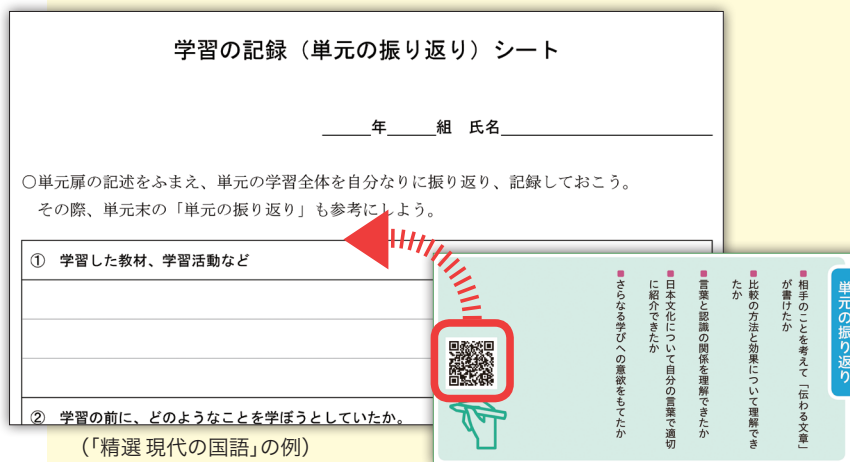 学習の記録（単元の振り返り）シート
年 組 氏名
○単元扉の記述をふまえ、単元の学習全体を自分なりに振り返り、記録しておこう。
その際、単元末の「単元の振り返り」も参考にしよう。
① 学習した教材、学習活動など
② 学習の前に、どのようなことを学ぼうとしていたか。
（「精選 現代の国語」の例）
単元の振り返り
■相手のことを考えて「伝わる文章」
が書けたか
■比較の方法と効果について理解でき
たか
■言葉と認識の関係を理解できたか
■日本文化について自分の言葉で適切
に紹介できたか
■さらなる学びへの意欲をもてたか